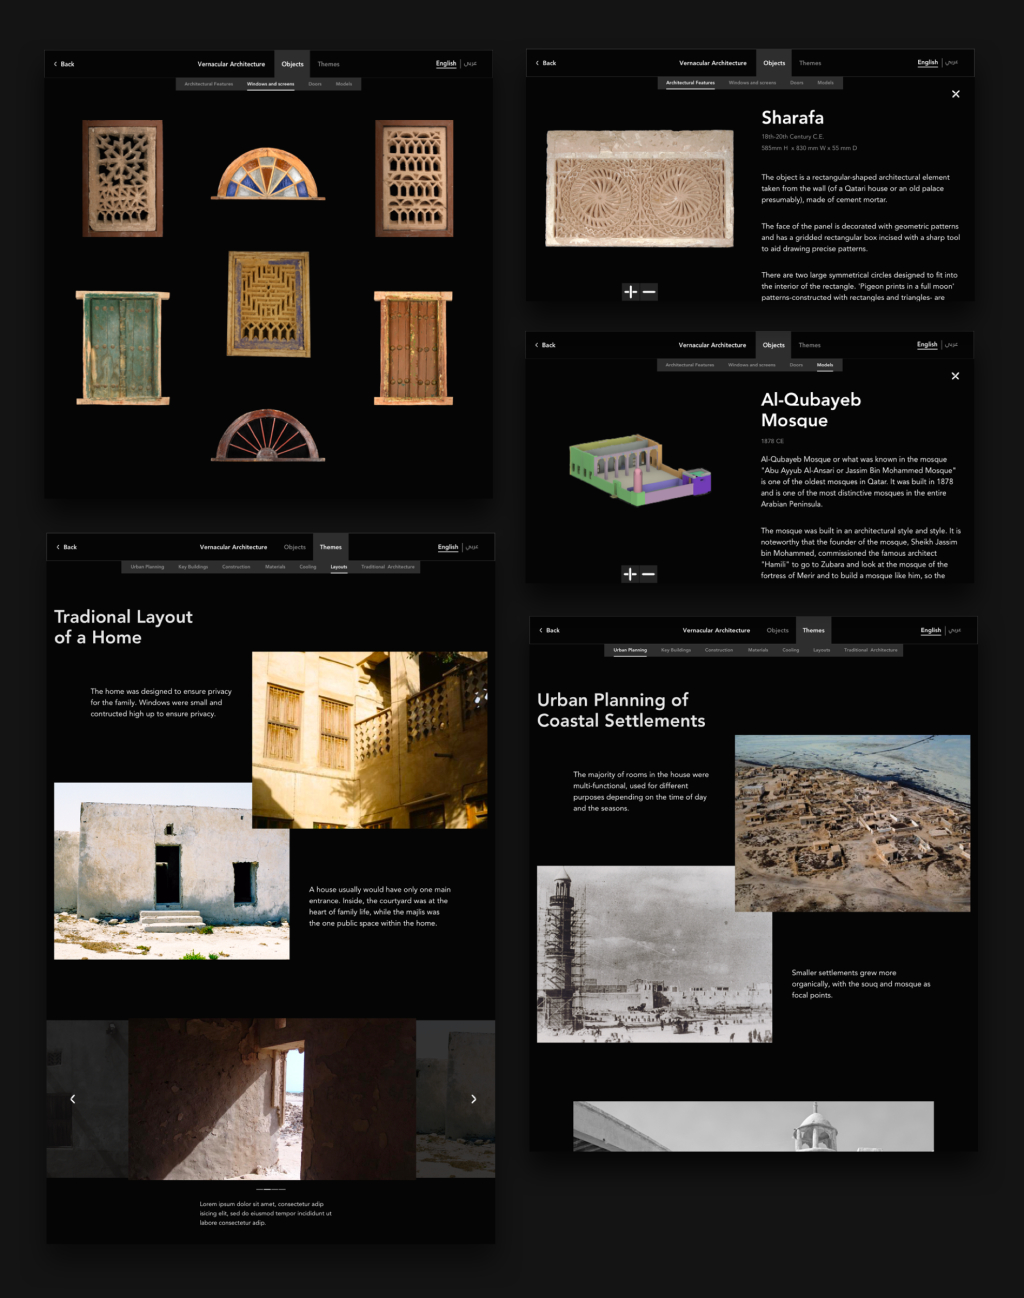 Back
Vernacular Architecture
Objects
Themes
English | عربي
Architectural Features
Windows and screens
Doors
Models
Back
Vernacular Architecture
Objects
Themes
English | عربي
Architectural Features
Windows and screens
Doors
Models
Sharafa
18th-20th Century C.E.
585mm H x 830 mm W x 55 mm D
The object is a rectangular-shaped architectural element
taken from the wall (of a Qatari house or an old palace
presumably), made of cement mortar.
The face of the panel is decorated with geometric patterns
and has a gridded rectangular box incised with a sharp tool
to aid drawing precise patterns.
There are two large symmetrical circles designed to fit into
the interior of the rectangle. 'Pigeon prints in a full moon'
patterns-constructed with rectangles and triangles- are
Back
Vernacular Architecture
Objects
Themes
English | عربي
Architectural Features
Windows and screens
Doors
Models
Al-Qubayeb
Mosque
1878 CE
Al-Qubayeb Mosque or what was known in the mosque
"Abu Ayyub Al-Ansari or Jassim Bin Mohammed Mosque"
is one of the oldest mosques in Qatar. It was built in 1878
and is one of the most distinctive mosques in the entire
Arabian Peninsula.
The mosque was built in an architectural style and style. It is
noteworthy that the founder of the mosque, Sheikh Jassim
bin Mohammed, commissioned the famous architect
"Hamili" to go to Zubara and look at the mosque of the
fortress of Merir and to build a mosque like him, so the
Back
Vernacular Architecture
Objects
Themes
English | عربي
Urban Planning
Key Buildings
Construction
Materials
Cooling
Layouts
Traditional Architecture
Tradional Layout
of a Home
The home was designed to ensure privacy
for the family. Windows were small and
contructed high up to ensure privacy.
A house usually would have only one main
entrance. Inside, the courtyard was at the
heart of family life, while the majlis was
the one public space within the home.
Lorem ipsum dolor sit amet, consectetur adip
isicing elit, sed do eiusmod tempor incididunt ut
labore consectetur adip.
Back
Vernacular Architecture
Objects
Themes
English | عربي
Urban Planning
Key Buildings
Construction
Materials
Cooling
Layouts
Traditional Architecture
Urban Planning of
Coastal Settlements
The majority of rooms in the house were
multi-functional, used for different
purposes depending on the time of day
and the seasons.
Smaller settlements grew more
organically, with the souq and mosque as
focal points.